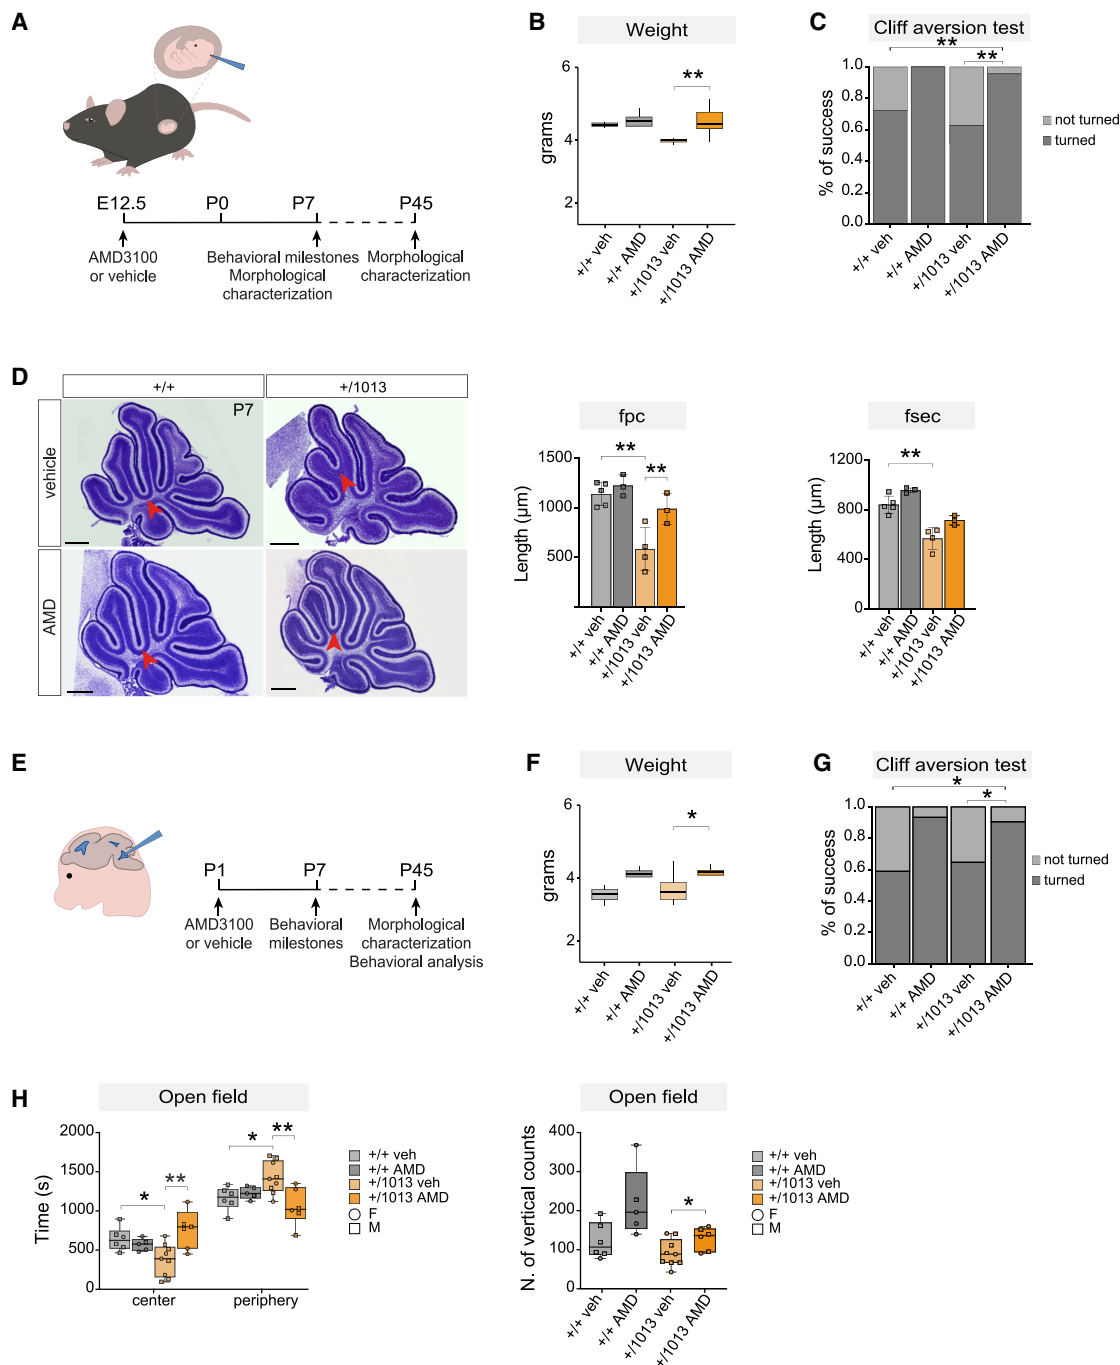 A
E12.5 P0 P7 P45
AMD3100
or vehicle
Behavioral milestones
Morphological
characterization
Morphological
characterization
B
Weight
**
6
4
2
grams
+/+ veh
+/+ AMD
+/1013 veh
+/1013 AMD
C
Cliff aversion test
**
**
1.0
0.8
0.6
0.4
0.2
0.0
% of success
not turned
turned
+/+ veh
+/+ AMD
+/1013 veh
+/1013 AMD
D
+/+ +/1013
P7
vehicle
AMD
fpc
**
**
1500
1000
500
Length (µm)
+/+ veh
+/+ AMD
+/1013 veh
+/1013 AMD
fsec
**
1200
800
400
0
Length (µm)
+/+ veh
+/+ AMD
+/1013 veh
+/1013 AMD
E
P1 P7 P45
AMD3100
or vehicle
Behavioral
milestones
Morphological
characterization
Behavioral analysis
F
Weight
*
6
4
2
grams
+/+ veh
+/+ AMD
+/1013 veh
+/1013 AMD
G
Cliff aversion test
*
*
1.0
0.8
0.6
0.4
0.2
0.0
% of success
not turned
turned
+/+ veh
+/+ AMD
+/1013 veh
+/1013 AMD
H
Open field
2000
1500
1000
500
0
Time (s)
*
**
*
**
center periphery
+/+ veh
+/+ AMD
+/1013 veh
+/1013 AMD
F
M
Open field
400
300
200
100
0
N. of vertical counts
*
+/+ veh
+/+ AMD
+/1013 veh
+/1013 AMD
+/+ veh
+/+ AMD
+/1013 veh
+/1013 AMD
F
M